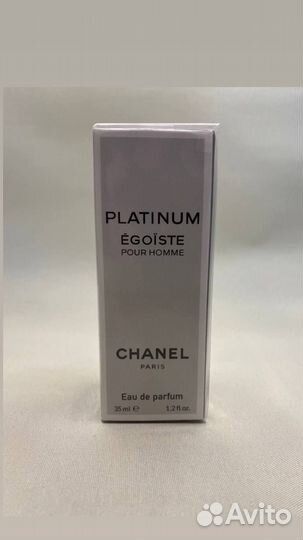 PLATINUM
ÉGOÏSTE
POUR HOMME
CHANEL
PARIS
Eau de parfum
35 ml ℮ 1,2 fl.oz.
Avito